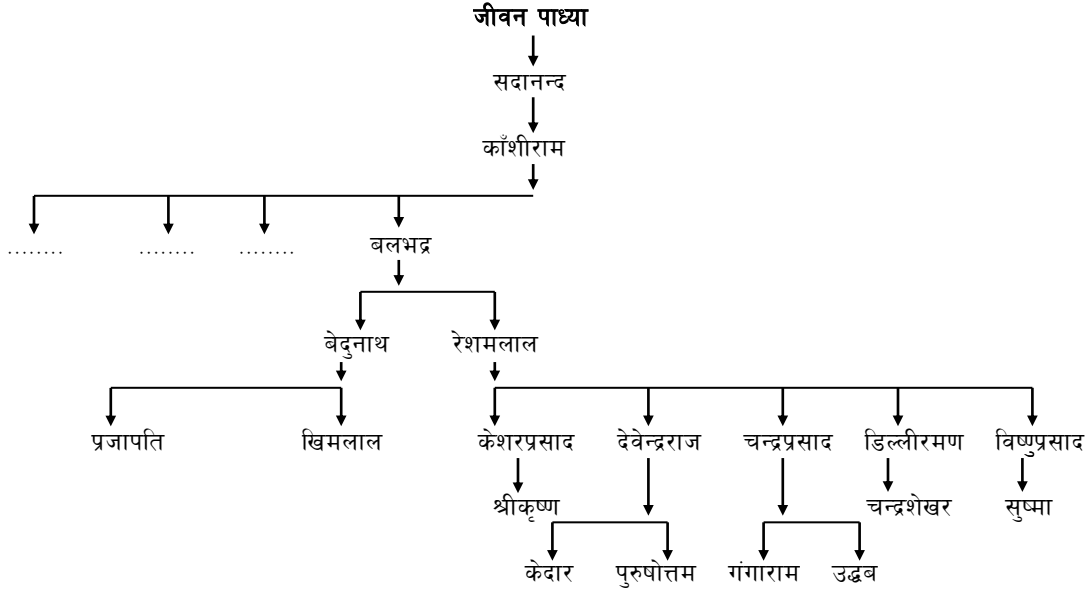 जीवन पाध्या
सदानन्द
काँशीराम
........ ........ ........ बलभद्र
बेदुनाथ रेशमलाल
प्रजापति खिमलाल केशरप्रसाद देवेन्द्रराज चन्द्रप्रसाद डिल्लीरमण विष्णुप्रसाद
श्रीकृष्ण चन्द्रशेखर सुष्मा
केदार पुरुषोत्तम गंगाराम उद्धब